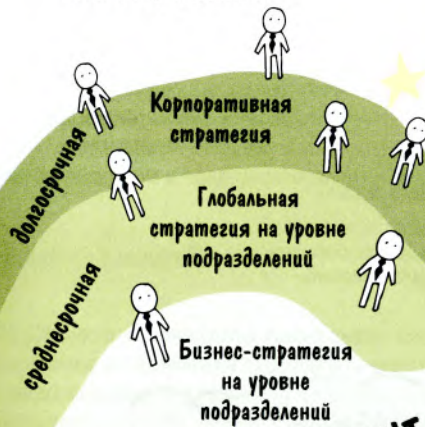 Корпоративная
стратегия
долгосрочная
Глобальная
стратегия на уровне
подразделений
среднесрочная
Бизнес-стратегия
на уровне
подразделений